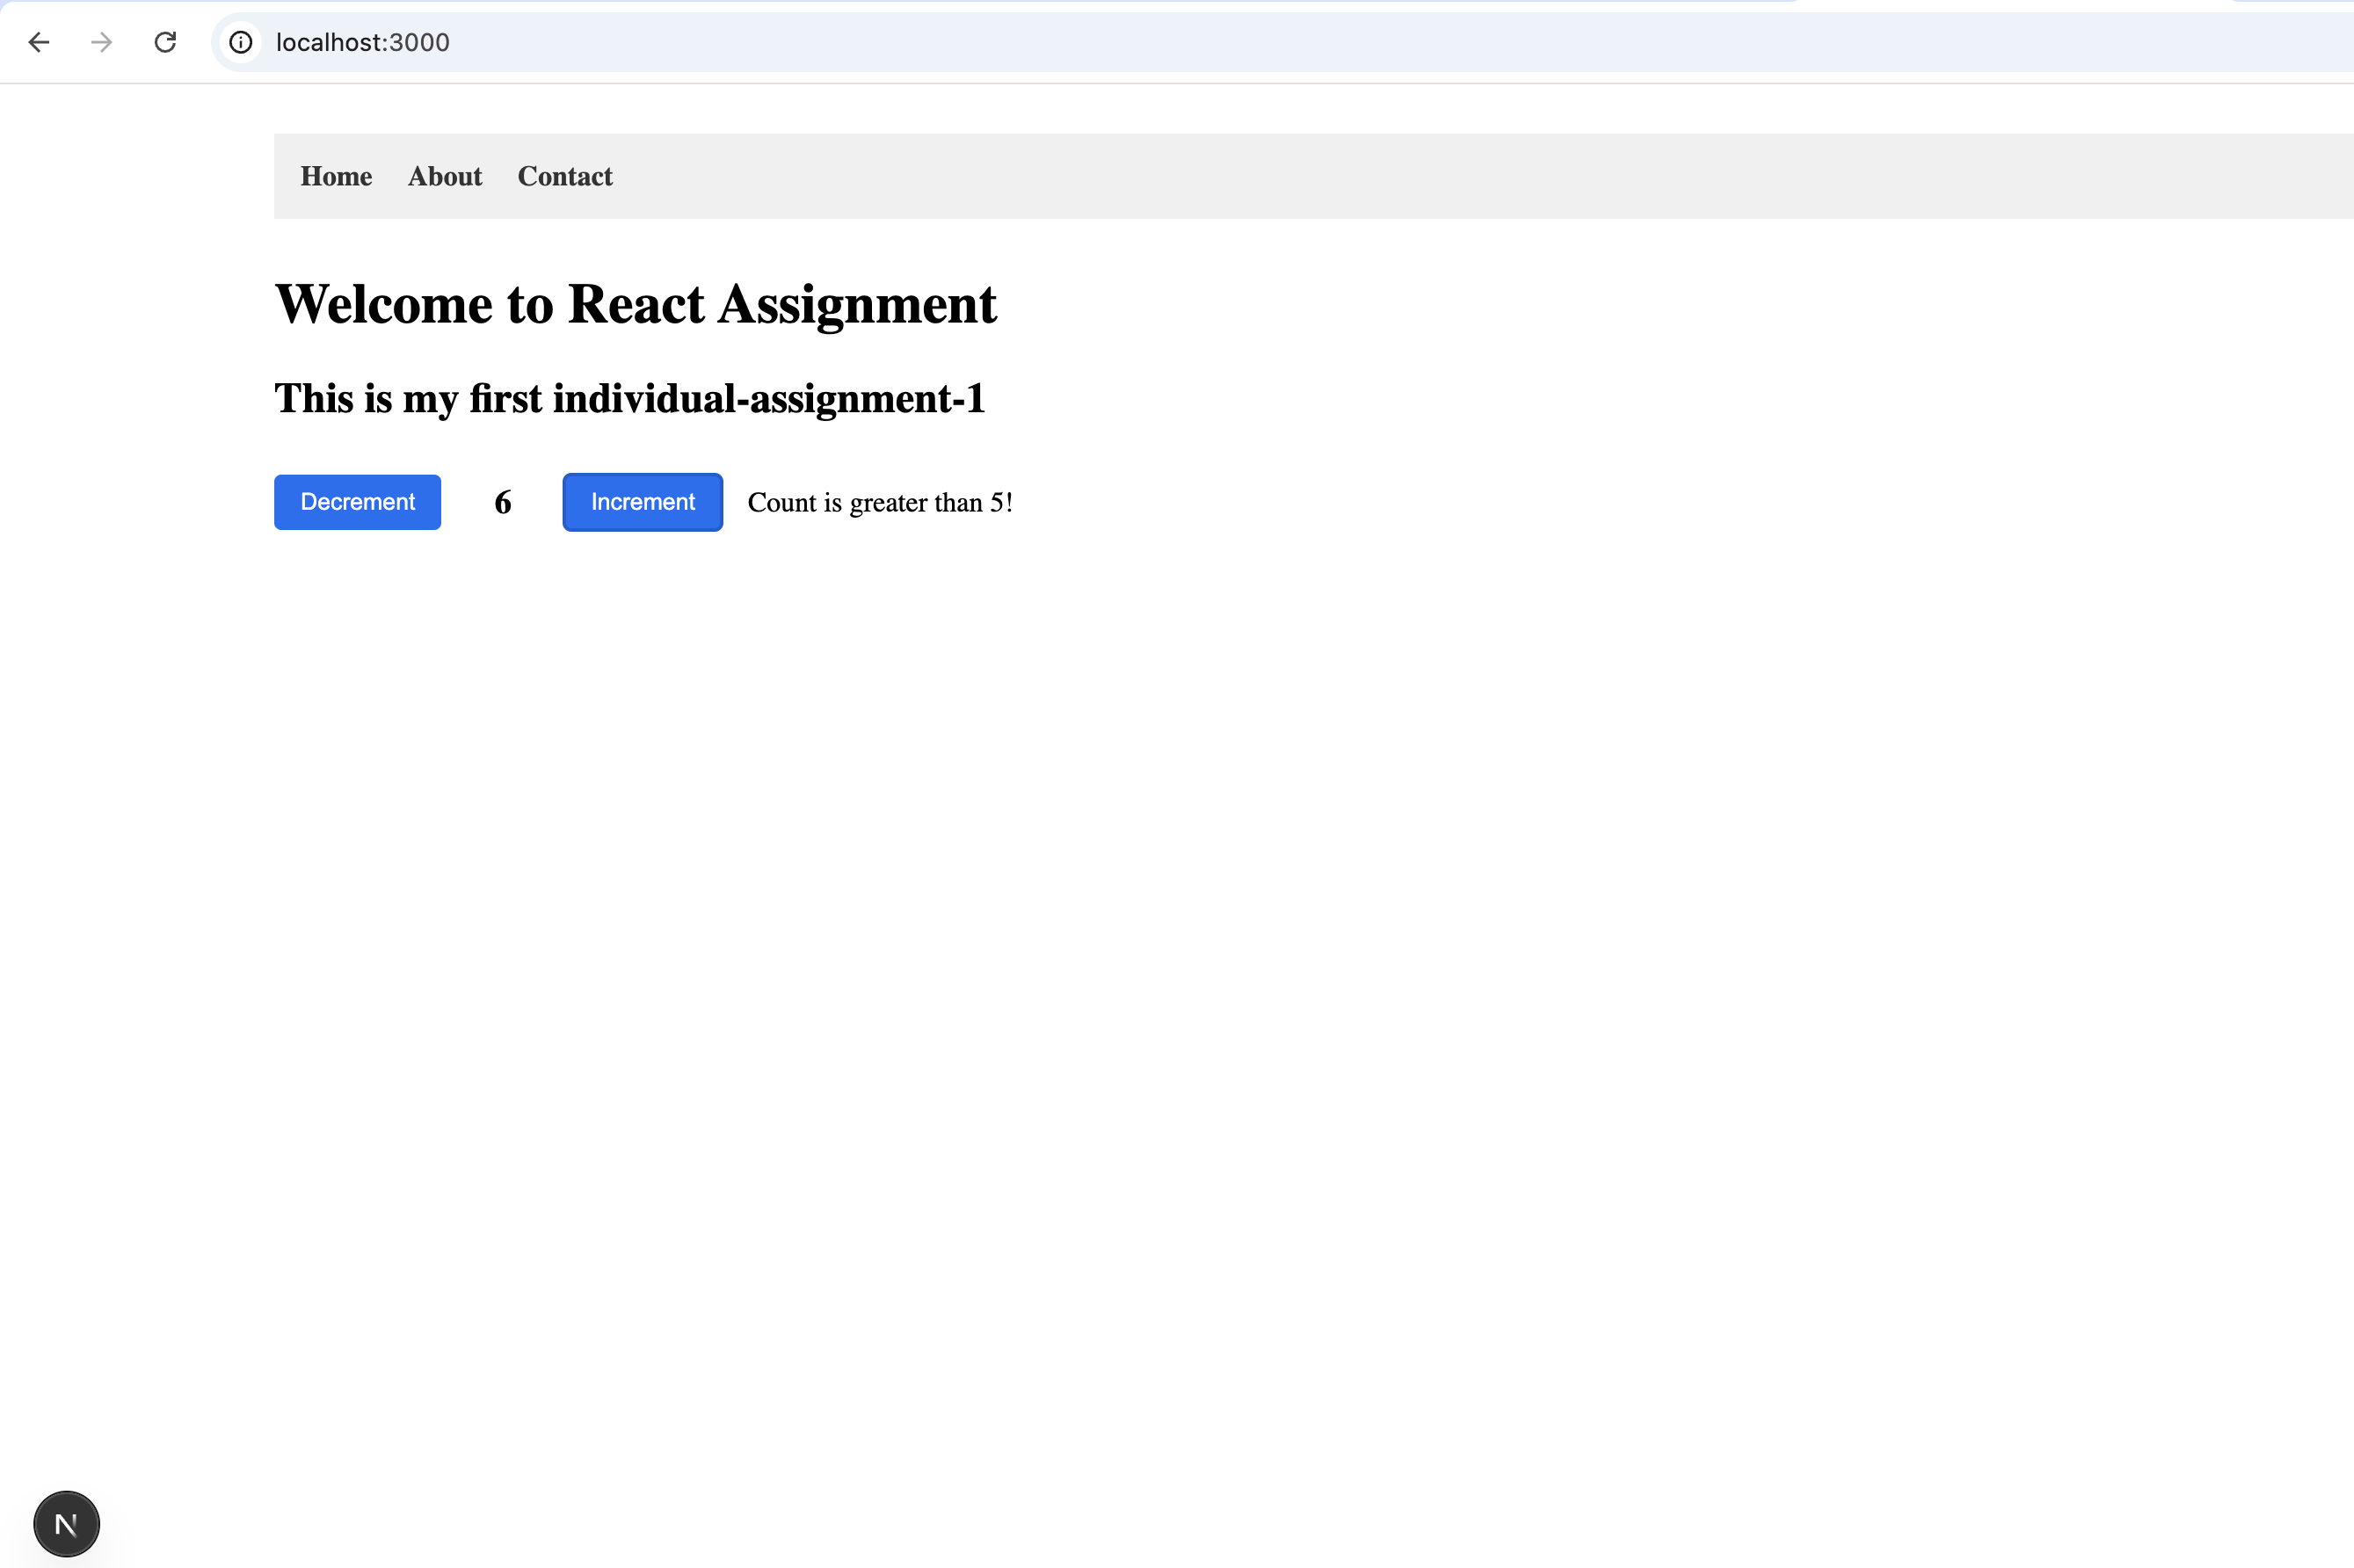 localhost:3000
Home About Contact
Welcome to React Assignment
This is my first individual-assignment-1
Decrement 6 Increment Count is greater than 5!
N